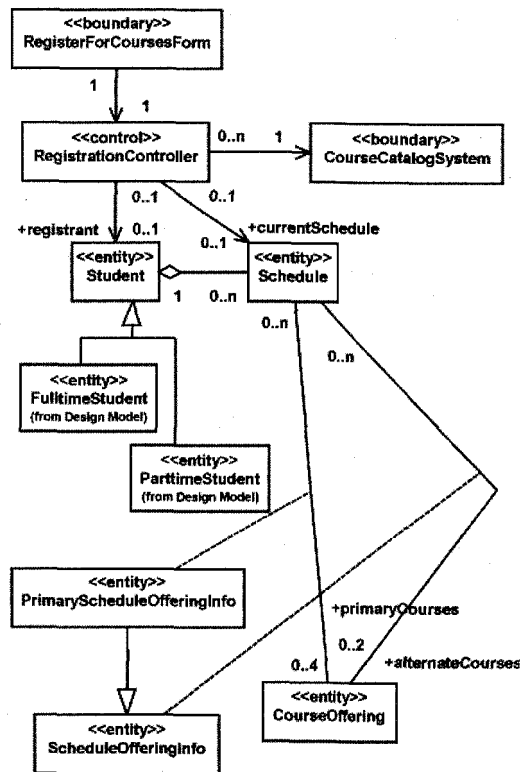 <<boundary>>
RegisterForCoursesForm
1
1
<<control>>
RegistrationController
0..n
1
<<boundary>>
CourseCatalogSystem
0..1
0..1
+registrant
0..1
0..1
+currentSchedule
<<entity>>
Student
<<entity>>
Schedule
1
0..n
0..n
0..n
<<entity>>
FulltimeStudent
(from Design Model)
<<entity>>
ParttimeStudent
(from Design Model)
<<entity>>
PrimaryScheduleOfferingInfo
+primaryCourses
0..2
0..4
+alternateCourses
<<entity>>
CourseOffering
<<entity>>
ScheduleOfferingInfo